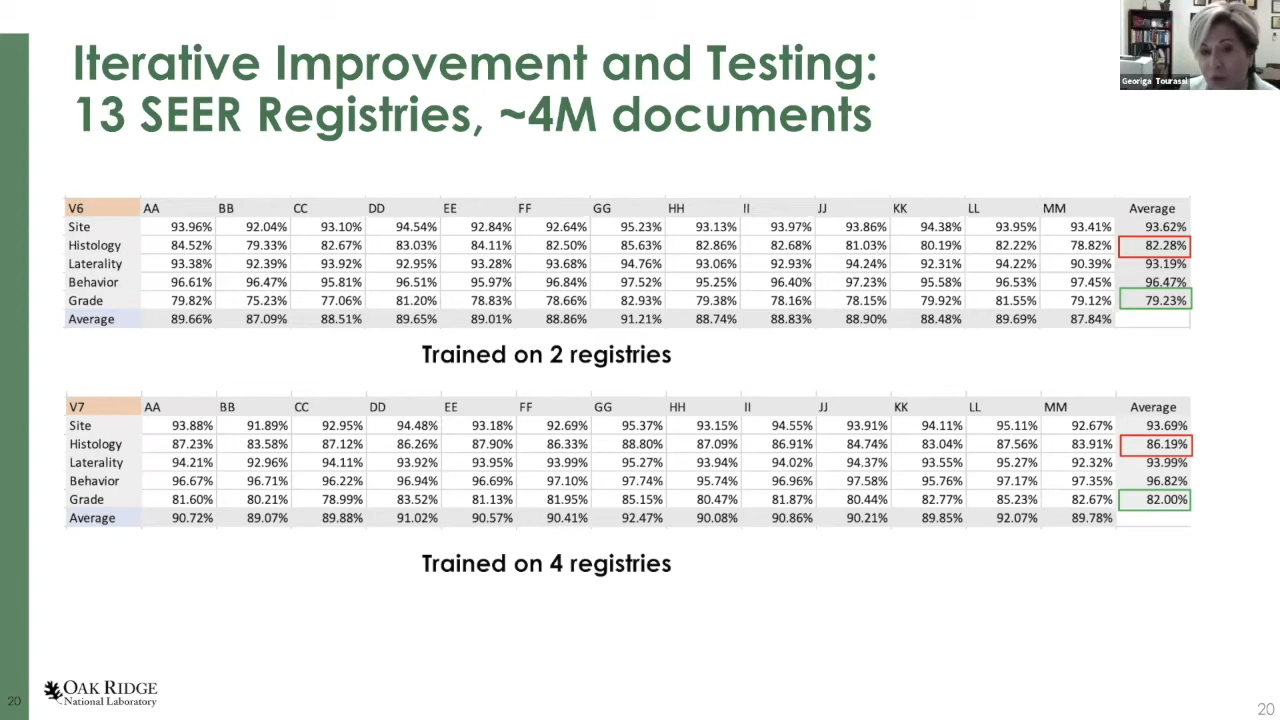 Iterative Improvement and Testing:
13 SEER Registries, ~4M documents
Georiga Tourassi
V6 AA BB CC DD EE FF GG HH II JJ KK LL MM Average
Site 93.96% 92.04% 93.10% 94.54% 92.84% 92.64% 95.23% 93.13% 93.97% 93.86% 94.38% 93.95% 93.41% 93.62%
Histology 84.52% 79.33% 82.67% 83.03% 84.11% 82.50% 85.63% 82.86% 82.68% 81.03% 80.19% 82.22% 78.82% 82.28%
Laterality 93.38% 92.39% 93.92% 92.95% 93.28% 93.68% 94.76% 93.06% 92.93% 94.24% 92.31% 94.22% 90.39% 93.19%
Behavior 96.61% 96.47% 95.81% 96.51% 95.97% 96.84% 97.52% 95.25% 96.40% 97.23% 95.58% 96.53% 97.45% 96.47%
Grade 79.82% 75.23% 77.06% 81.20% 78.83% 78.66% 82.93% 79.38% 78.16% 78.15% 79.92% 81.55% 79.12% 79.23%
Average 89.66% 87.09% 88.51% 89.65% 89.01% 88.86% 91.21% 88.74% 88.83% 88.90% 88.48% 89.69% 87.84%
Trained on 2 registries
V7 AA BB CC DD EE FF GG HH II JJ KK LL MM Average
Site 93.88% 91.89% 92.95% 94.48% 93.18% 92.69% 95.37% 93.15% 94.55% 93.91% 94.11% 95.11% 92.67% 93.69%
Histology 87.23% 83.58% 87.12% 86.26% 87.90% 86.33% 88.80% 87.09% 86.91% 84.74% 83.04% 87.56% 83.91% 86.19%
Laterality 94.21% 92.96% 94.11% 93.92% 93.95% 93.99% 95.27% 93.94% 94.02% 94.37% 93.55% 95.27% 92.32% 93.99%
Behavior 96.67% 96.71% 96.22% 96.94% 96.69% 97.10% 97.74% 95.74% 96.96% 97.58% 95.76% 97.17% 97.35% 96.82%
Grade 81.60% 80.21% 78.99% 83.52% 81.13% 81.95% 85.15% 80.47% 81.87% 80.44% 82.77% 85.23% 82.67% 82.00%
Average 90.72% 89.07% 89.88% 91.02% 90.57% 90.41% 92.47% 90.08% 90.86% 90.21% 89.85% 92.07% 89.78%
Trained on 4 registries
20
OAK RIDGE
National Laboratory
20